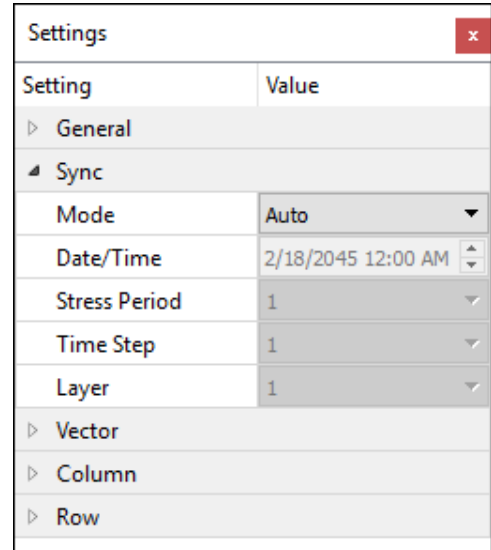 Settings
x
Setting Value
General
Sync
Mode Auto
Date/Time 2/18/2045 12:00 AM
Stress Period 1
Time Step 1
Layer 1
Vector
Column
Row